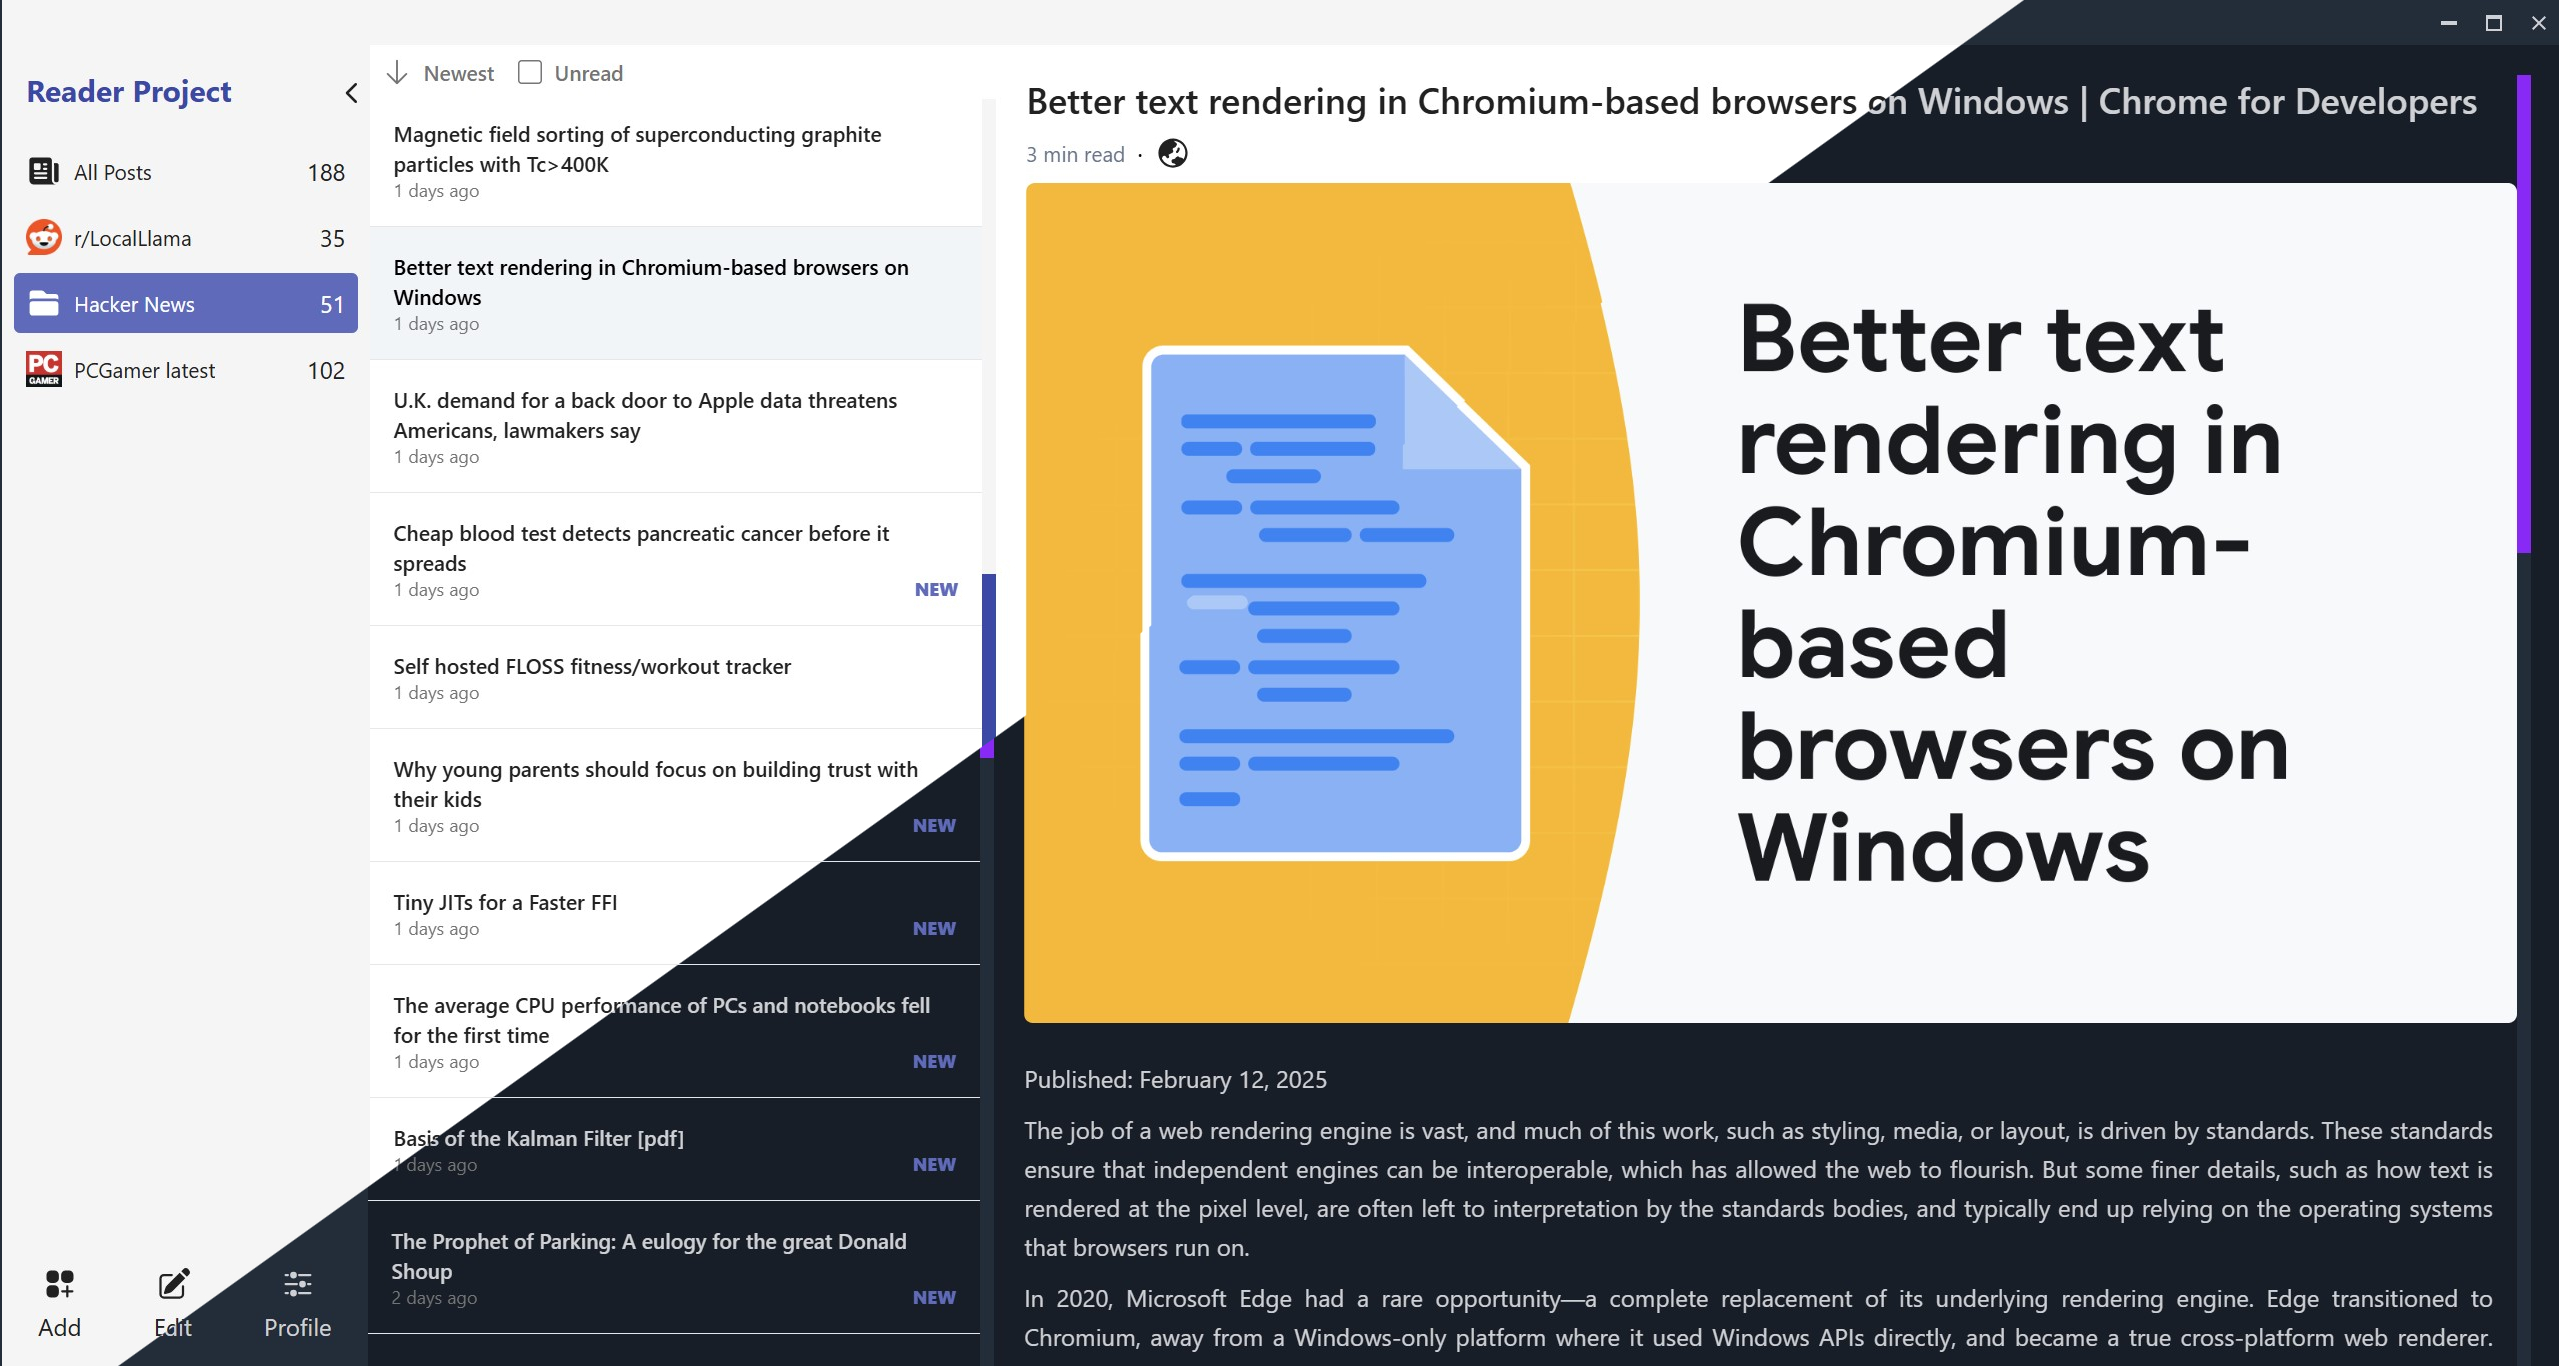 Reader Project
All Posts 188
r/LocalLlama 35
Hacker News 51
PC
GAMER
PCGamer latest 102
Add Edit Profile
Newest Unread
Magnetic field sorting of superconducting graphite
particles with Tc>400K
1 days ago
Better text rendering in Chromium-based browsers on
Windows
1 days ago
U.K. demand for a back door to Apple data threatens
Americans, lawmakers say
1 days ago
Cheap blood test detects pancreatic cancer before it
spreads
1 days ago NEW
Self hosted FLOSS fitness/workout tracker
1 days ago
Why young parents should focus on building trust with
their kids
1 days ago NEW
Tiny JITs for a Faster FFI
1 days ago NEW
The average CPU performance of PCs and notebooks fell
for the first time
1 days ago NEW
Basis of the Kalman Filter [pdf]
1 days ago NEW
The Prophet of Parking: A eulogy for the great Donald
Shoup
2 days ago NEW
Better text rendering in Chromium-based browsers on Windows | Chrome for Developers
3 min read ·
Better text
rendering in
Chromium-
based
browsers on
Windows
Published: February 12, 2025
The job of a web rendering engine is vast, and much of this work, such as styling, media, or layout, is driven by standards. These standards
ensure that independent engines can be interoperable, which has allowed the web to flourish. But some finer details, such as how text is
rendered at the pixel level, are often left to interpretation by the standards bodies, and typically end up relying on the operating systems
that browsers run on.
In 2020, Microsoft Edge had a rare opportunity—a complete replacement of its underlying rendering engine. Edge transitioned to
Chromium, away from a Windows-only platform where it used Windows APIs directly, and became a true cross-platform web renderer.